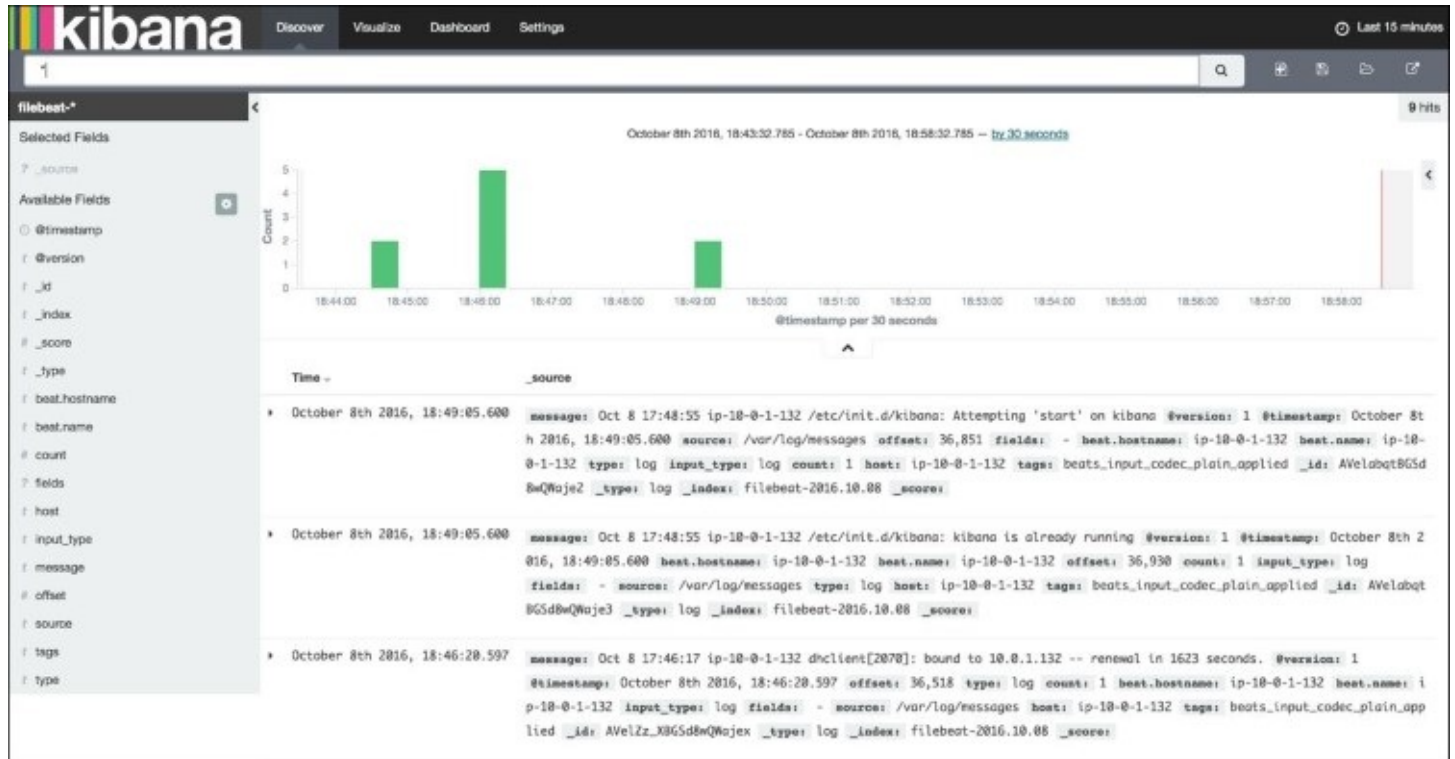 kibana Discover Visualize Dashboard Settings Last 15 minutes
*
filebeat-*
9 hits
Selected Fields
? _source
Available Fields
@timestamp
t @version
t _id
t _index
# _score
t _type
t beat.hostname
t beat.name
# count
? fields
t host
t input_type
t message
# offset
t source
t tags
t type
October 8th 2016, 18:43:32.785 - October 8th 2016, 18:58:32.785 — by 30 seconds
Count
5
4
3
2
1
0
18:44:00 18:45:00 18:46:00 18:47:00 18:48:00 18:49:00 18:50:00 18:51:00 18:52:00 18:53:00 18:54:00 18:55:00 18:56:00 18:57:00 18:58:00
@timestamp per 30 seconds
Time _source
October 8th 2016, 18:49:05.600 message: Oct 8 17:48:55 ip-10-0-1-132 /etc/init.d/kibana: Attempting 'start' on kibana @version: 1 @timestamp: October 8t
h 2016, 18:49:05.600 source: /var/log/messages offset: 36,851 fields: - beat.hostname: ip-10-0-1-132 beat.name: ip-10-
0-1-132 type: log input_type: log count: 1 host: ip-10-0-1-132 tags: beats_input_codec_plain_applied _id: AVelabqtBGSd
8wQWaje2 _type: log _index: filebeat-2016.10.08 _score:
October 8th 2016, 18:49:05.600 message: Oct 8 17:48:55 ip-10-0-1-132 /etc/init.d/kibana: kibana is already running @version: 1 @timestamp: October 8th 2
016, 18:49:05.600 beat.hostname: ip-10-0-1-132 beat.name: ip-10-0-1-132 offset: 36,930 count: 1 input_type: log
fields: - source: /var/log/messages type: log host: ip-10-0-1-132 tags: beats_input_codec_plain_applied _id: AVelabqt
BGSd8wQWaje3 _type: log _index: filebeat-2016.10.08 _score:
October 8th 2016, 18:46:20.597 message: Oct 8 17:46:17 ip-10-0-1-132 dhclient[2070]: bound to 10.0.1.132 -- renewal in 1623 seconds. @version: 1
@timestamp: October 8th 2016, 18:46:20.597 offset: 36,518 type: log count: 1 beat.hostname: ip-10-0-1-132 beat.name: i
p-10-0-1-132 input_type: log fields: - source: /var/log/messages host: ip-10-0-1-132 tags: beats_input_codec_plain_app
lied _id: AVelZz_XBGSd8wQWajex _type: log _index: filebeat-2016.10.08 _score: